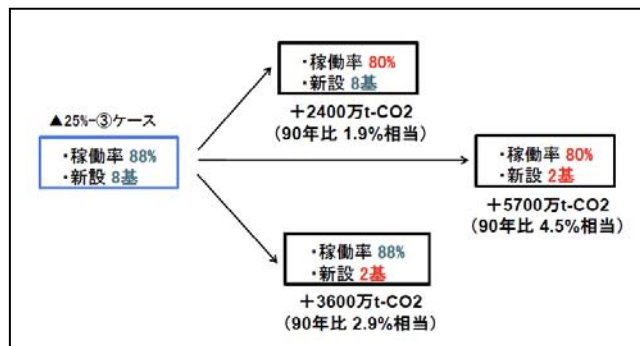 ・稼働率 80%
・新設 8基
＋2400万t-CO2
（90年比 1.9%相当）
▲25%-③ケース
・稼働率 88%
・新設 8基
・稼働率 80%
・新設 2基
＋5700万t-CO2
（90年比 4.5%相当）
・稼働率 88%
・新設 2基
＋3600万t-CO2
（90年比 2.9%相当）